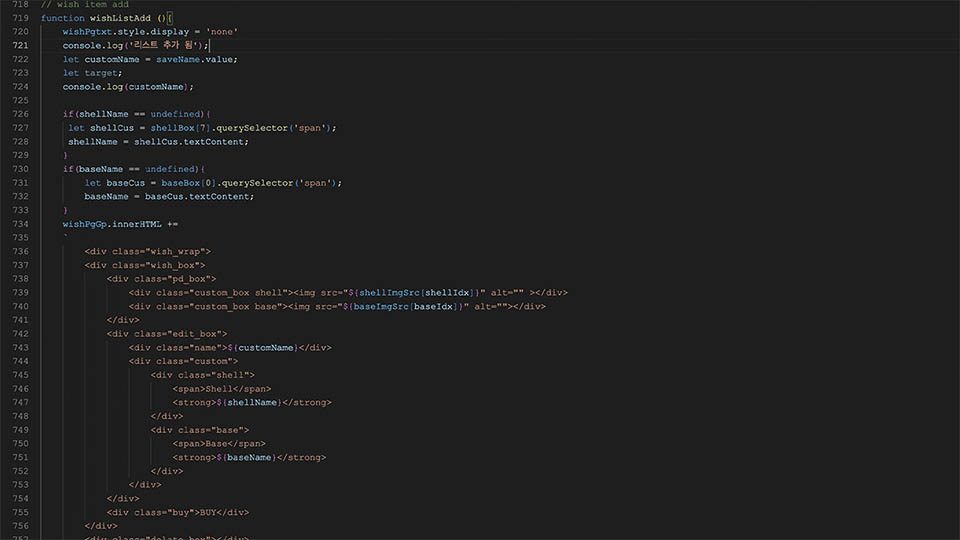 718 // wish item add
719 function wishListAdd (){
720 wishPgtxt.style.display = 'none'
721 console.log('리스트 추가 됨');
722 let customName = saveName.value;
723 let target;
724 console.log(customName);
725
726 if(shellName == undefined){
727 let shellCus = shellBox[7].querySelector('span');
728 shellName = shellCus.textContent;
729 }
730 if(baseName == undefined){
731 let baseCus = baseBox[0].querySelector('span');
732 baseName = baseCus.textContent;
733 }
734 wishPgGp.innerHTML +=
735 `
736 <div class="wish_wrap">
737 <div class="wish_box">
738 <div class="pd_box">
739 <div class="custom_box shell"><img src="${shellImgSrc[shellIdx]}" alt="" ></div>
740 <div class="custom_box base"><img src="${baseImgSrc[baseIdx]}" alt=""></div>
741 </div>
742 <div class="edit_box">
743 <div class="name">${customName}</div>
744 <div class="custom">
745 <div class="shell">
746 <span>Shell</span>
747 <strong>${shellName}</strong>
748 </div>
749 <div class="base">
750 <span>Base</span>
751 <strong>${baseName}</strong>
752 </div>
753 </div>
754 </div>
755 <div class="buy">BUY</div>
756 </div>
757 <div class="delete_box"></div>